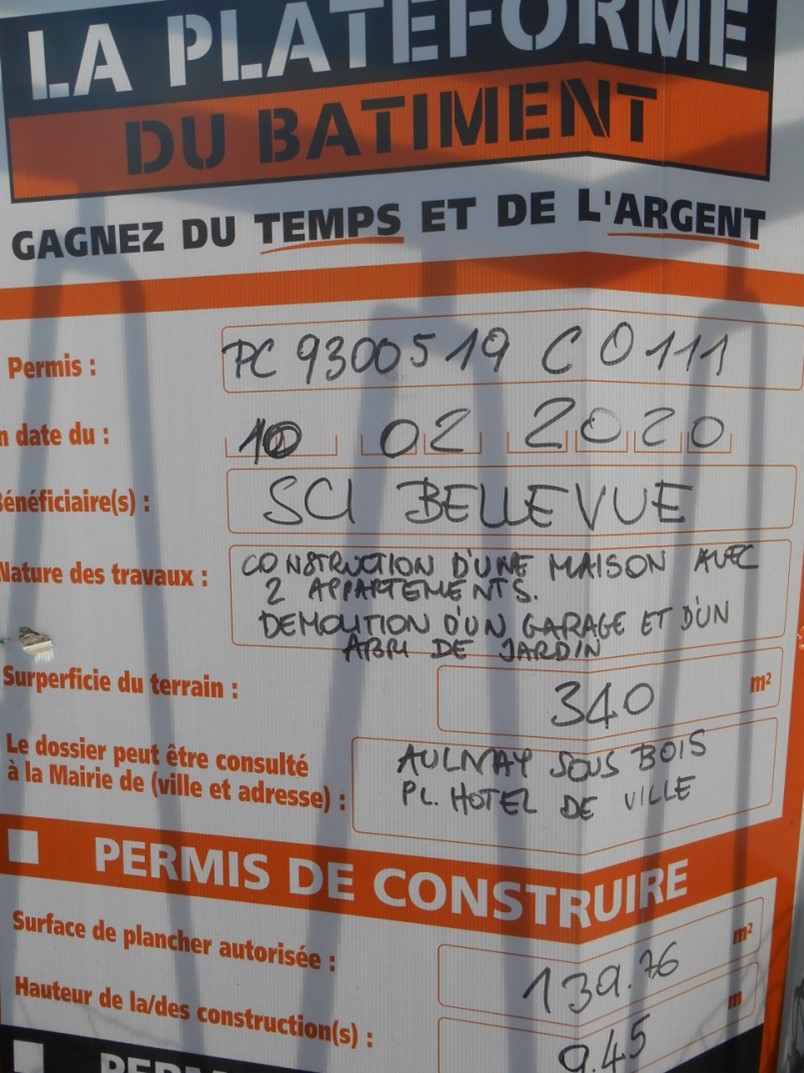 LA PLATEFORME
DU BATIMENT
GAGNEZ DU TEMPS ET DE L'ARGENT
Permis : PC 9300519 C 0111
n date du : 10 02 2020
Bénéficiaire(s) : SCI BELLEVUE
Nature des travaux : CONSTRUCTION D'UNE MAISON AVEC
2 APPARTEMENTS.
DEMOLITION D'UN GARAGE ET D'UN
ABRI DE JARDIN
Surperficie du terrain : 340 m²
Le dossier peut être consulté
à la Mairie de (ville et adresse) : AULNAY SOUS BOIS
PL. HOTEL DE VILLE
PERMIS DE CONSTRUIRE
Surface de plancher autorisée : 139.76 m²
Hauteur de la/des construction(s) : 9.45 m